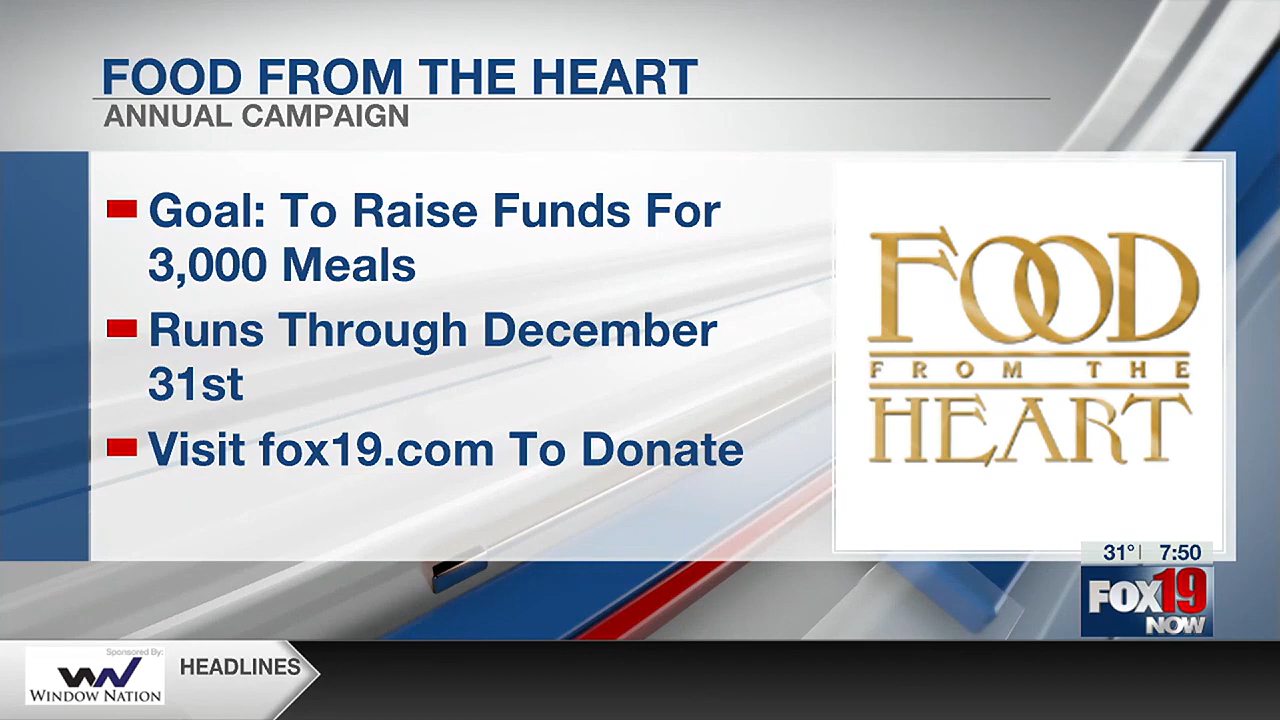 FOOD FROM THE HEART
ANNUAL CAMPAIGN
Goal: To Raise Funds For
3,000 Meals
Runs Through December
31st
Visit fox19.com To Donate
FOOD
FROM THE
HEART
31° 7:50
FOX19
NOW
Sponsored By:
WN
WINDOW NATION
HEADLINES